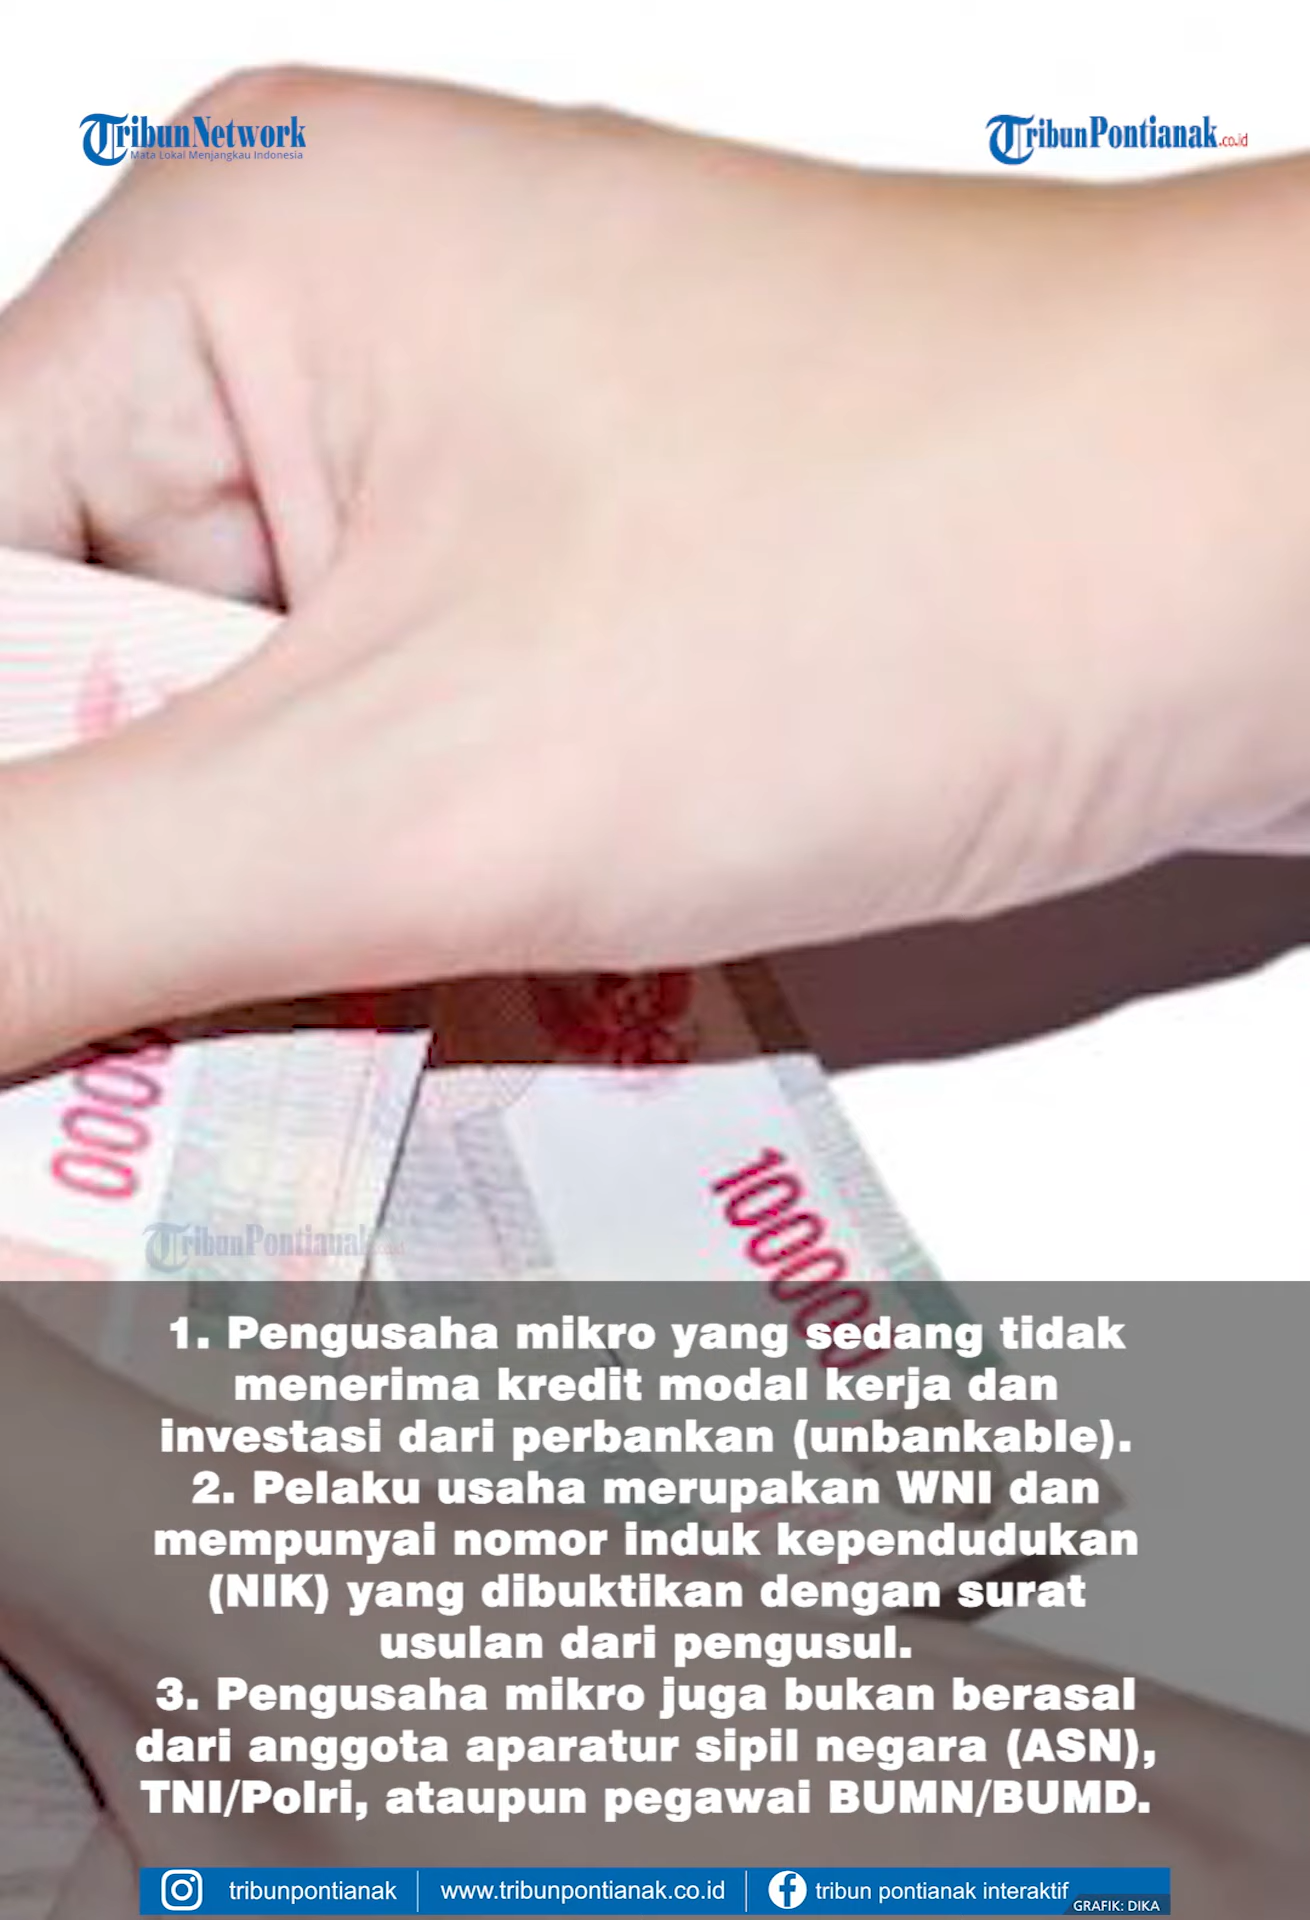 TribunNetwork
Mata Lokal Menjangkau Indonesia
TribunPontianak.co.id
0000
100000
TribunPontianak.co.id
1. Pengusaha mikro yang sedang tidak
menerima kredit modal kerja dan
investasi dari perbankan (unbankable).
2. Pelaku usaha merupakan WNI dan
mempunyai nomor induk kependudukan
(NIK) yang dibuktikan dengan surat
usulan dari pengusul.
3. Pengusaha mikro juga bukan berasal
dari anggota aparatur sipil negara (ASN),
TNI/Polri, ataupun pegawai BUMN/BUMD.
tribunpontianak
www.tribunpontianak.co.id
tribun pontianak interaktif
GRAFIK: DIKA